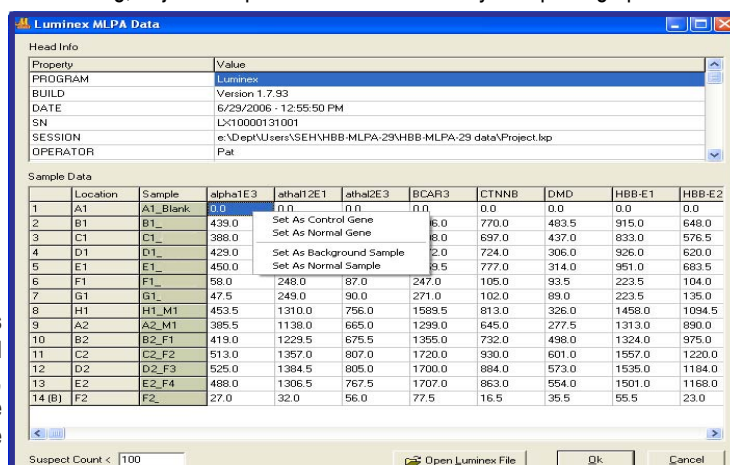 Luminex MLPA Data
Head Info
Property Value
PROGRAM Luminex
BUILD Version 1.7.93
DATE 6/29/2006 - 12:55:50 PM
SN LX10000131001
SESSION e:\Dept\Users\SEH\HBB-MLPA-29\HBB-MLPA-29 data\Project.lxp
OPERATOR Pat
Sample Data
Location Sample alpha1E3 athal12E1 athal2E3 BCAR3 CTNNB DMD HBB-E1 HBB-E2
1 A1 A1_Blank 0.0 0.0 0.0 0.0 0.0 0.0 0.0 0.0
2 B1 B1_ 439.0 770.0 483.5 915.0 648.0
3 C1 C1_ 388.0 697.0 437.0 833.0 576.5
4 D1 D1_ 429.0 724.0 306.0 926.0 620.0
5 E1 E1_ 450.0 777.0 314.0 951.0 683.5
Set As Control Gene
Set As Normal Gene
Set As Background Sample
Set As Normal Sample
6 F1 F1_ 58.0 248.0 87.0 247.0 105.0 93.5 223.5 104.0
7 G1 G1_ 47.5 249.0 90.0 271.0 102.0 89.0 223.5 135.0
8 H1 H1_M1 453.5 1310.0 756.0 1589.5 813.0 326.0 1458.0 1094.5
9 A2 A2_M1 385.5 1138.0 665.0 1299.0 645.0 277.5 1313.0 890.0
10 B2 B2_F1 419.0 1229.5 675.5 1355.0 732.0 498.0 1324.0 975.0
11 C2 C2_F2 513.0 1357.0 807.0 1720.0 930.0 601.0 1557.0 1220.0
12 D2 D2_F3 525.0 1384.5 805.0 1700.0 884.0 573.0 1535.0 1184.0
13 E2 E2_F4 488.0 1306.5 767.5 1707.0 863.0 554.0 1501.0 1168.0
14 (B) F2 F2_ 27.0 32.0 56.0 77.5 16.5 35.5 55.5 23.0
Suspect Count < 100 Open Luminex File Ok Cancel